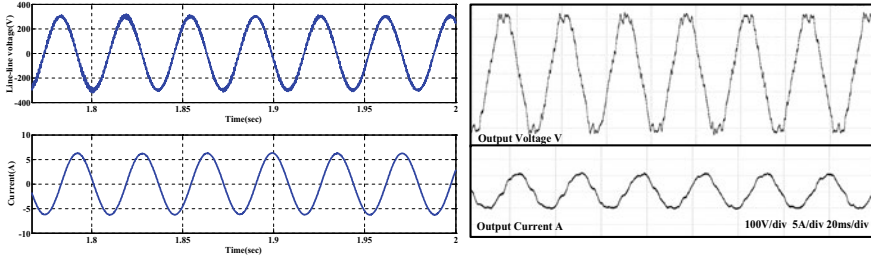 400
200
0
-200
-400
Line-line voltage(V)
1.8 1.85 1.9 1.95 2
Time(sec)
10
5
0
-5
-10
Current(A)
1.8 1.85 1.9 1.95 2
Time(sec)
Output Voltage V
Output Current A
100V/div 5A/div 20ms/div